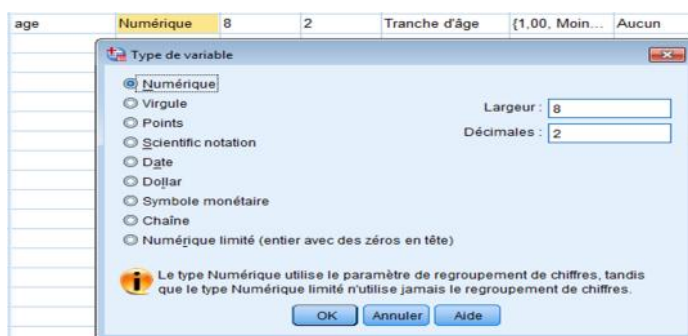 age Numérique 8 2 Tranche d'âge {1,00, Moin... Aucun
Type de variable
Numérique
Virgule
Points
Scientific notation
Date
Dollar
Symbole monétaire
Chaîne
Numérique limité (entier avec des zéros en tête)
Largeur : 8
Décimales : 2
Le type Numérique utilise le paramètre de regroupement de chiffres, tandis
que le type Numérique limité n'utilise jamais le regroupement de chiffres.
OK Annuler Aide